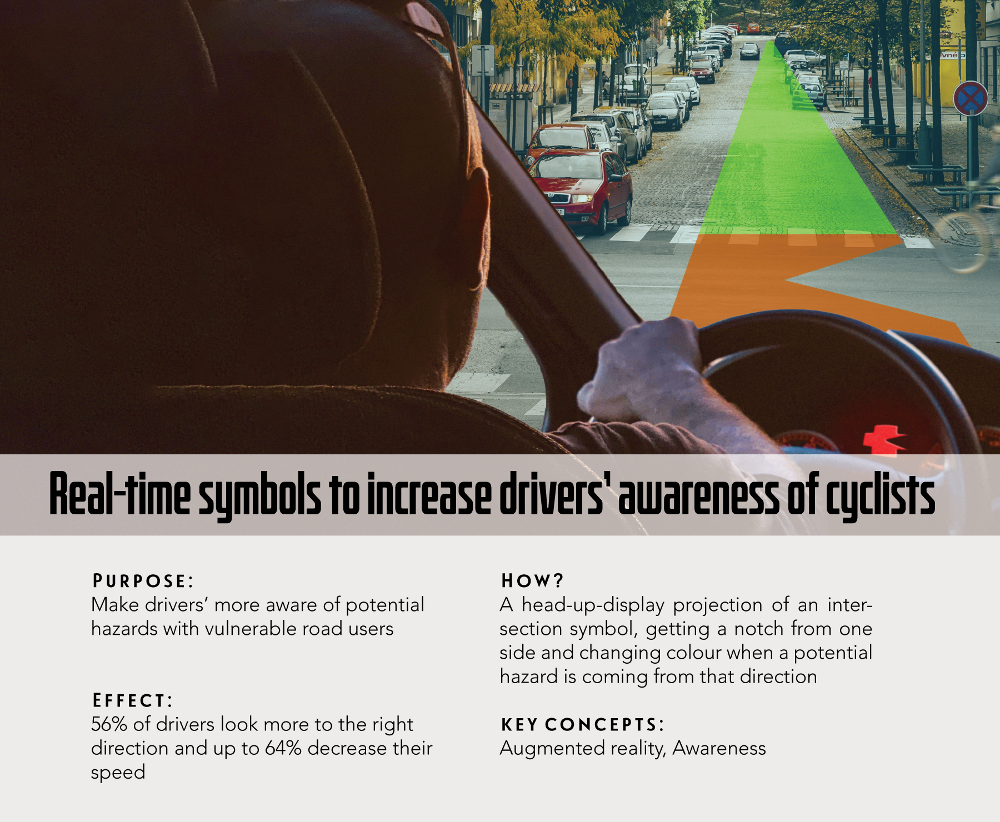 info
evné p
Real-time symbols to increase drivers’ awareness of cyclists
PURPOSE:
Make drivers’ more aware of potential
hazards with vulnerable road users
EFFECT:
56% of drivers look more to the right
direction and up to 64% decrease their
speed
HOW?
A head-up-display projection of an inter-
section symbol, getting a notch from one
side and changing colour when a potential
hazard is coming from that direction
KEY CONCEPTS:
Augmented reality, Awareness